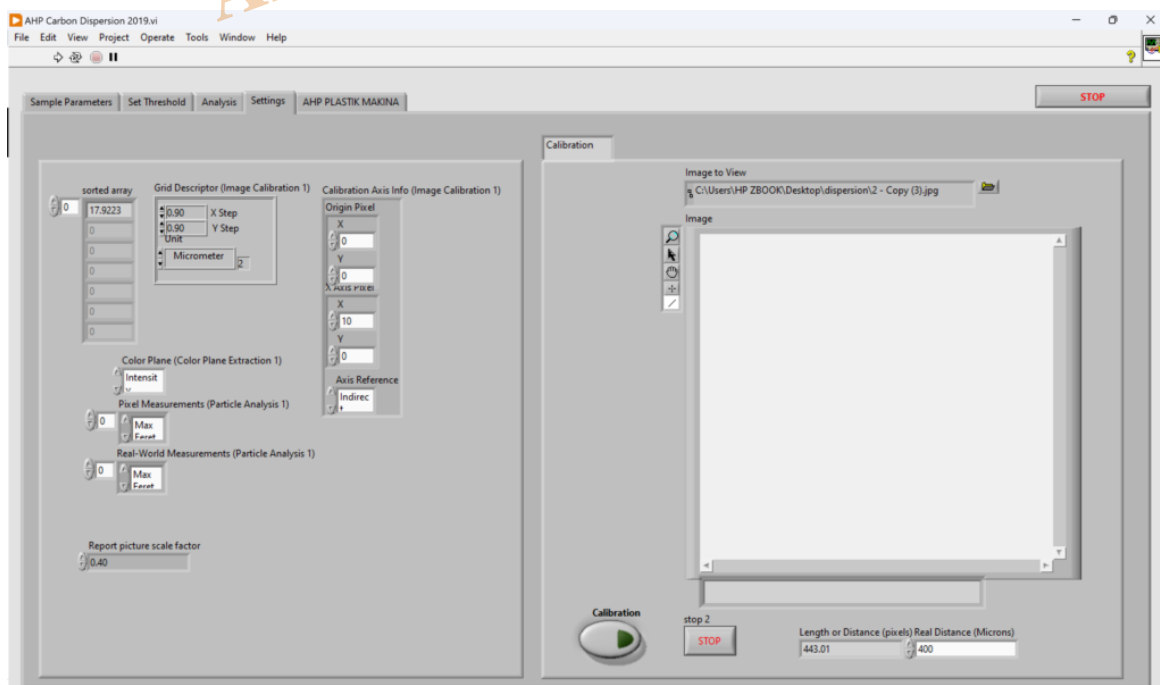 AHP Carbon Dispersion 2019.vi
File Edit View Project Operate Tools Window Help
Sample Parameters Set Threshold Analysis Settings AHP PLASTIK MAKINA
STOP
Calibration
sorted array
0
17.9223
0
0
0
0
0
0
Grid Descriptor (Image Calibration 1)
0.90 X Step
0.90 Y Step
Unit
Micrometer 2
Calibration Axis Info (Image Calibration 1)
Origin Pixel
X
0
Y
0
X Axis Pixel
X
10
Y
0
Axis Reference
Indirec
t
Color Plane (Color Plane Extraction 1)
Intensit
y
Pixel Measurements (Particle Analysis 1)
0 Max
Feret
Real-World Measurements (Particle Analysis 1)
0 Max
Feret
Report picture scale factor
0.40
Image to View
C:\Users\HP ZBOOK\Desktop\dispersion\2 - Copy (3).jpg
Image
Calibration
stop 2
STOP
Length or Distance (pixels) Real Distance (Microns)
443.01 400